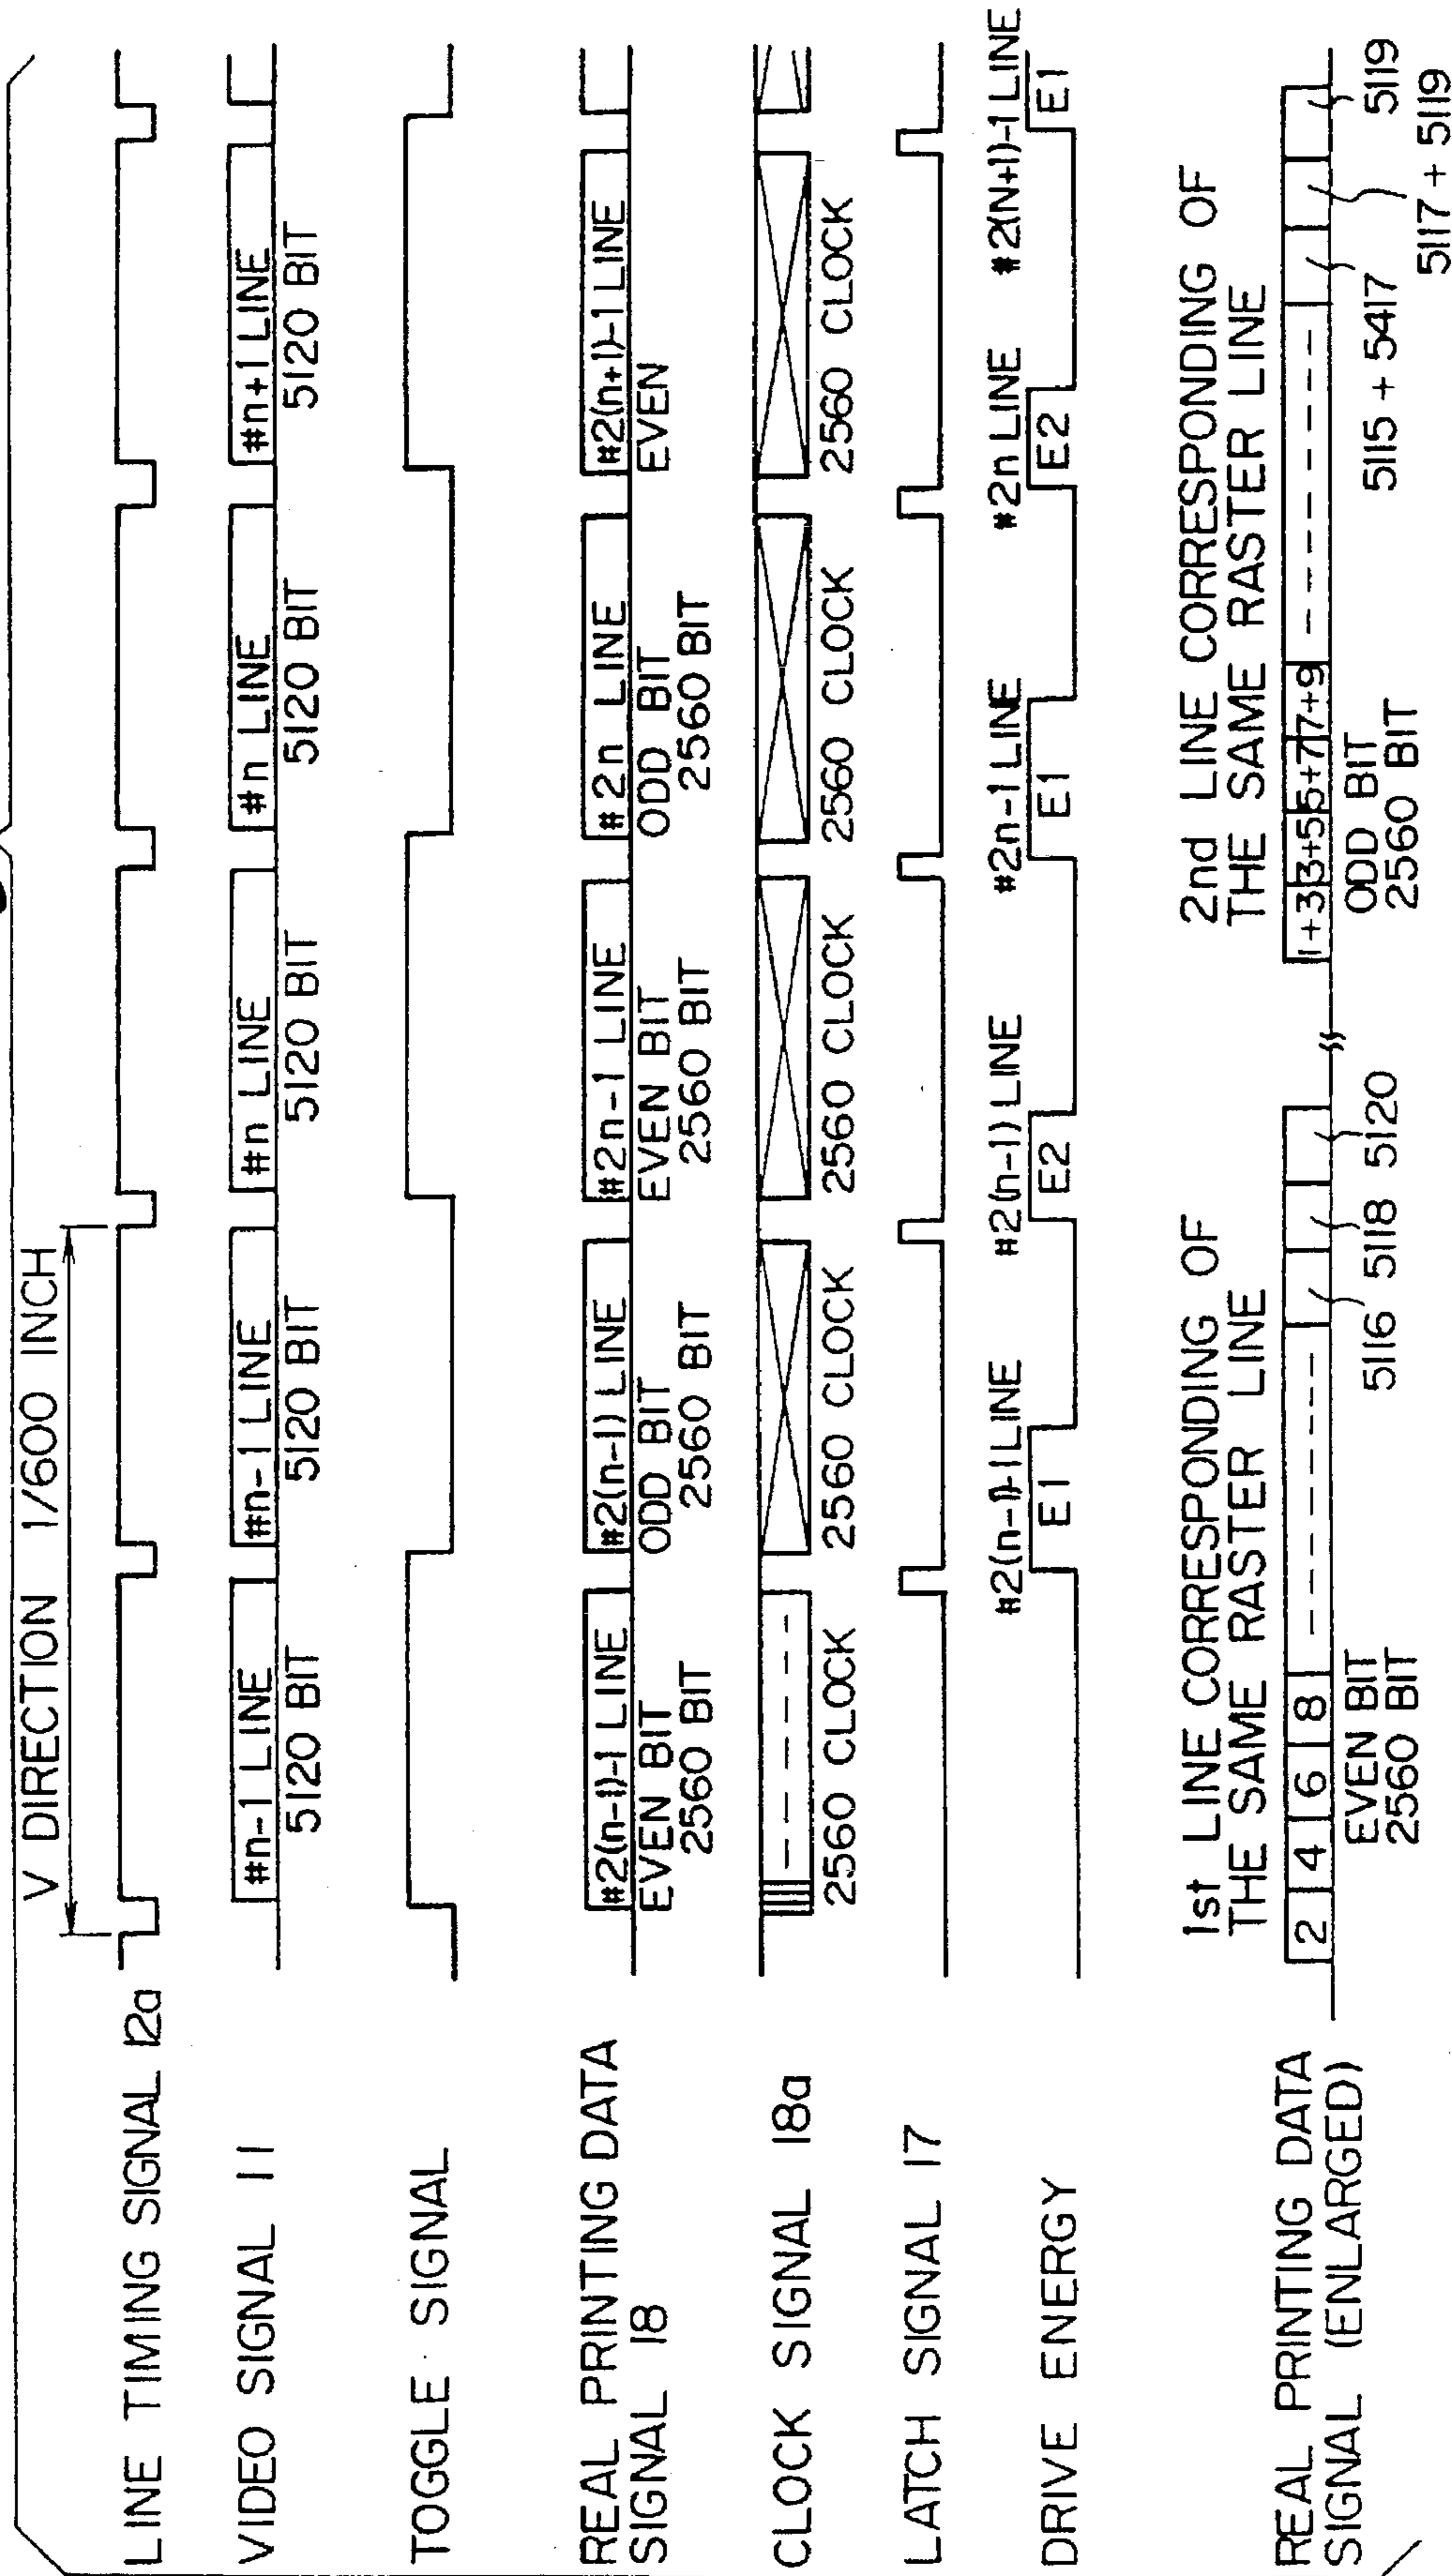 V DIRECTION 1/600 INCH
LINE TIMING SIGNAL 12a
VIDEO SIGNAL 11
#n-1 LINE
5120 BIT
#n-1 LINE
5120 BIT
#n LINE
5120 BIT
#n LINE
5120 BIT
#n+1 LINE
5120 BIT
TOGGLE SIGNAL
REAL PRINTING DATA
SIGNAL 18
#2(n-1)-1 LINE
EVEN BIT
2560 BIT
#2(n-1) LINE
ODD BIT
2560 BIT
#2n-1 LINE
EVEN BIT
2560 BIT
#2n LINE
ODD BIT
2560 BIT
#2(n+1)-1 LINE
EVEN
CLOCK SIGNAL 18a
2560 CLOCK
2560 CLOCK
2560 CLOCK
2560 CLOCK
2560 CLOCK
LATCH SIGNAL 17
DRIVE ENERGY
#2(n-1)-1 LINE
E1
#2(n-1) LINE
E2
#2n-1 LINE
E1
#2n LINE
E2
#2(N+1)-1 LINE
E1
REAL PRINTING DATA
SIGNAL (ENLARGED)
1st LINE CORRESPONDING OF
THE SAME RASTER LINE
2 4 6 8
EVEN BIT
2560 BIT
5116 5118 5120
2nd LINE CORRESPONDING OF
THE SAME RASTER LINE
1+3 3+5 5+7 7+9
ODD BIT
2560 BIT
5115 + 5417
5117 + 5119
5119